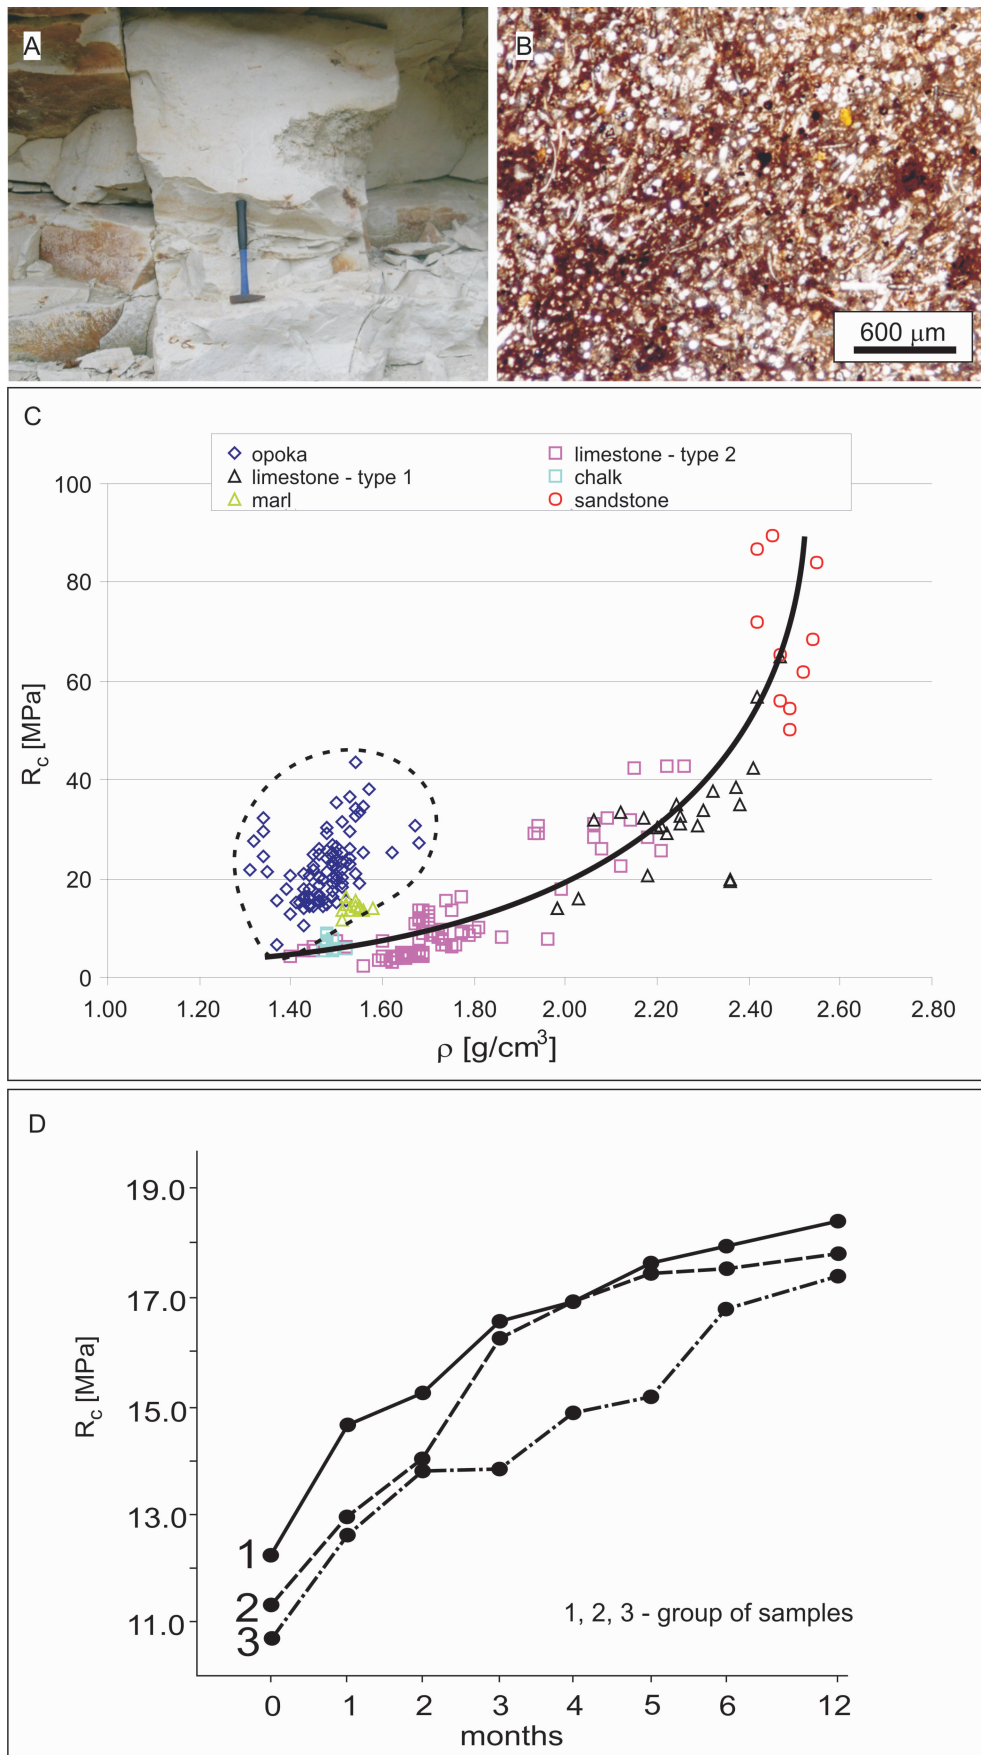 A
B
600 μm
C
opoka
limestone - type 1
marl
limestone - type 2
chalk
sandstone
100
80
60
40
20
0
Rc [MPa]
1.00 1.20 1.40 1.60 1.80 2.00 2.20 2.40 2.60 2.80
ρ [g/cm³]
D
19.0
17.0
15.0
13.0
11.0
Rc [MPa]
1
2
3
1, 2, 3 - group of samples
0 1 2 3 4 5 6 12
months